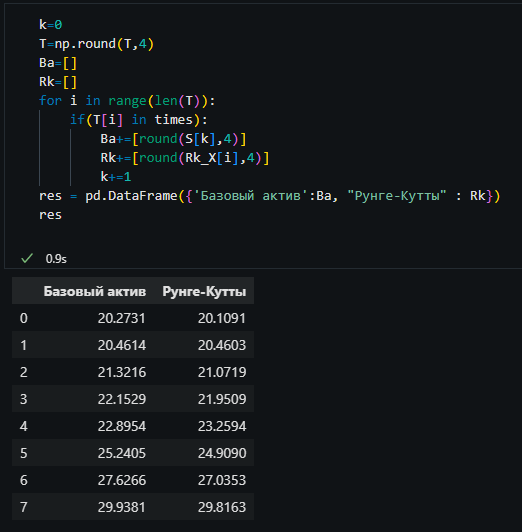 k=0
T=np.round(T,4)
Ba=[]
Rk=[]
for i in range(len(T)):
    if(T[i] in times):
        Ba+=[round(S[k],4)]
        Rk+=[round(Rk_X[i],4)]
        k+=1
res = pd.DataFrame({'Базовый актив':Ba, "Рунге-Кутты" : Rk})
res
✓ 0.9s
Базовый актив Рунге-Кутты
0 20.2731 20.1091
1 20.4614 20.4603
2 21.3216 21.0719
3 22.1529 21.9509
4 22.8954 23.2594
5 25.2405 24.9090
6 27.6266 27.0353
7 29.9381 29.8163